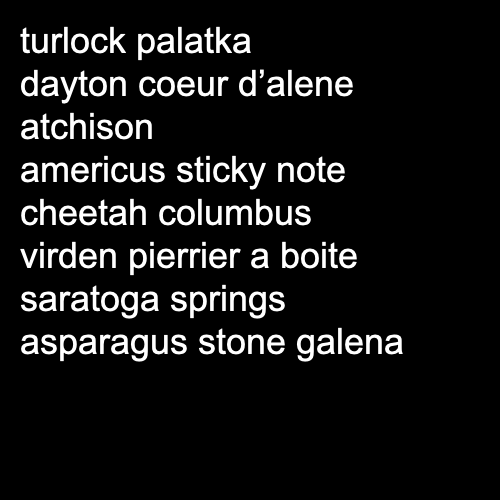 turlock palatka
dayton coeur d’alene
atchison
americus sticky note
cheetah columbus
virden pierrier a boite
saratoga springs
asparagus stone galena